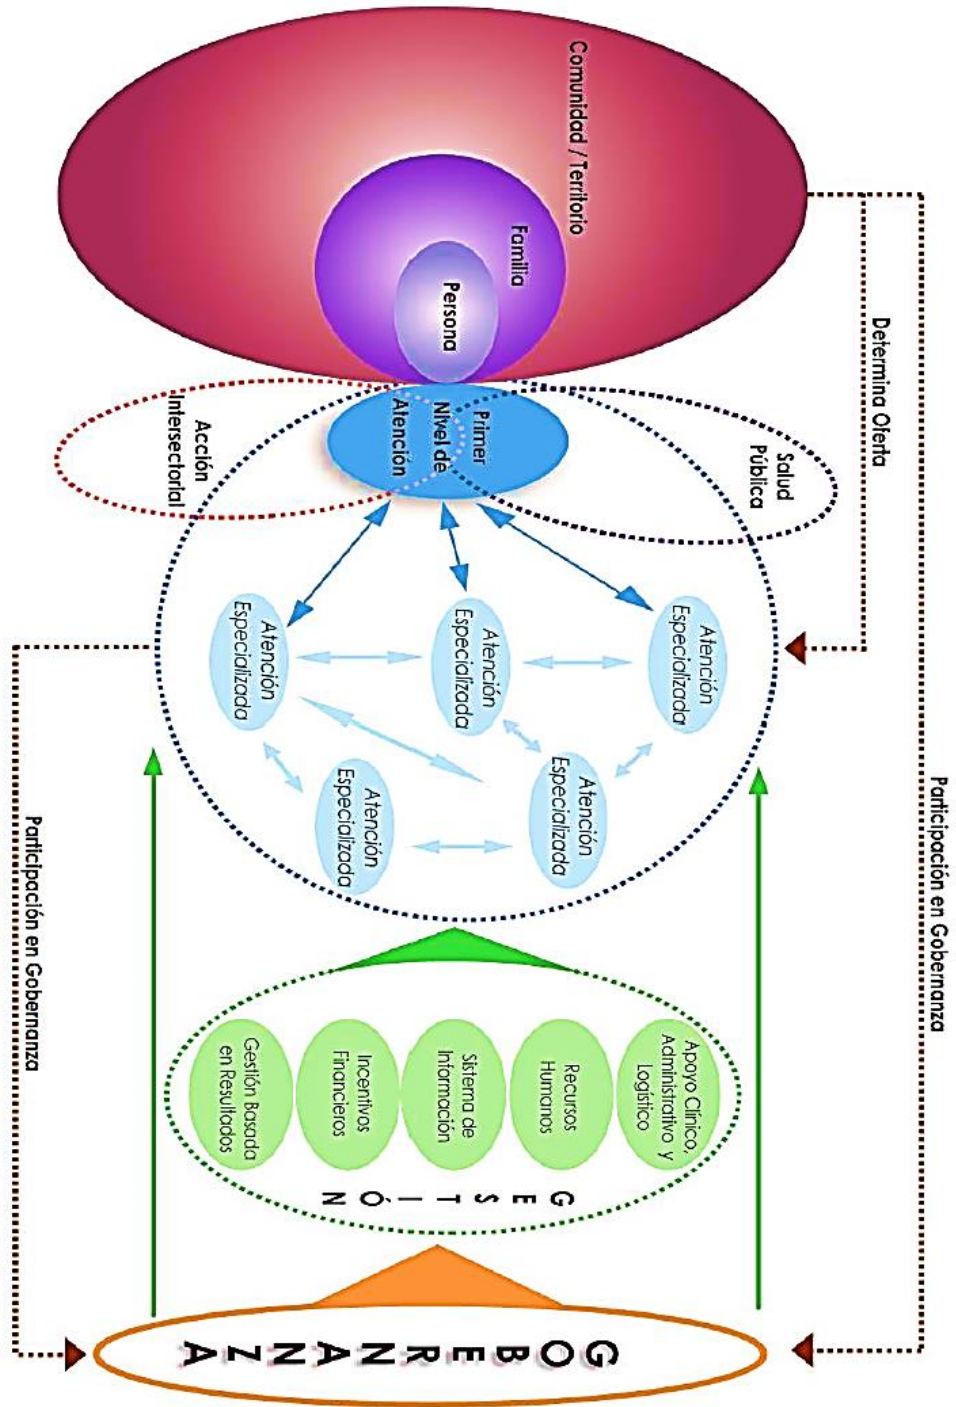 Participación en Gobernanza
Determina Oferta
Comunidad / Territorio
Familia
Persona
Salud
Pública
Primer
Nivel de
Atención
Acción
Intersectorial
Atención
Especializada
Atención
Especializada
Atención
Especializada
Atención
Especializada
Atención
Especializada
Apoyo Clínico,
Administrativo y
Logístico
Recursos
Humanos
Sistema de
Información
Incentivos
Financieros
Gestión Basada
en Resultados
GESTIÓN
GOBERNANZA
Participación en Gobernanza